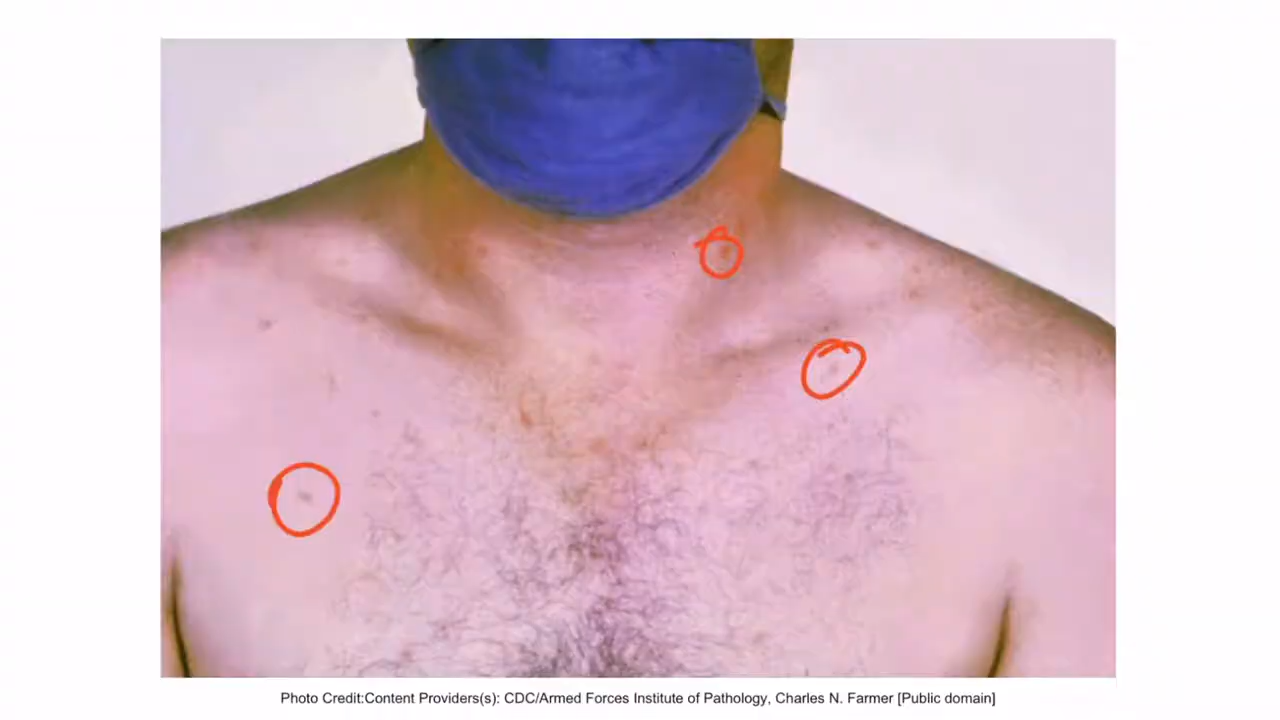 Photo Credit:Content Providers(s): CDC/Armed Forces Institute of Pathology, Charles N. Farmer [Public domain]